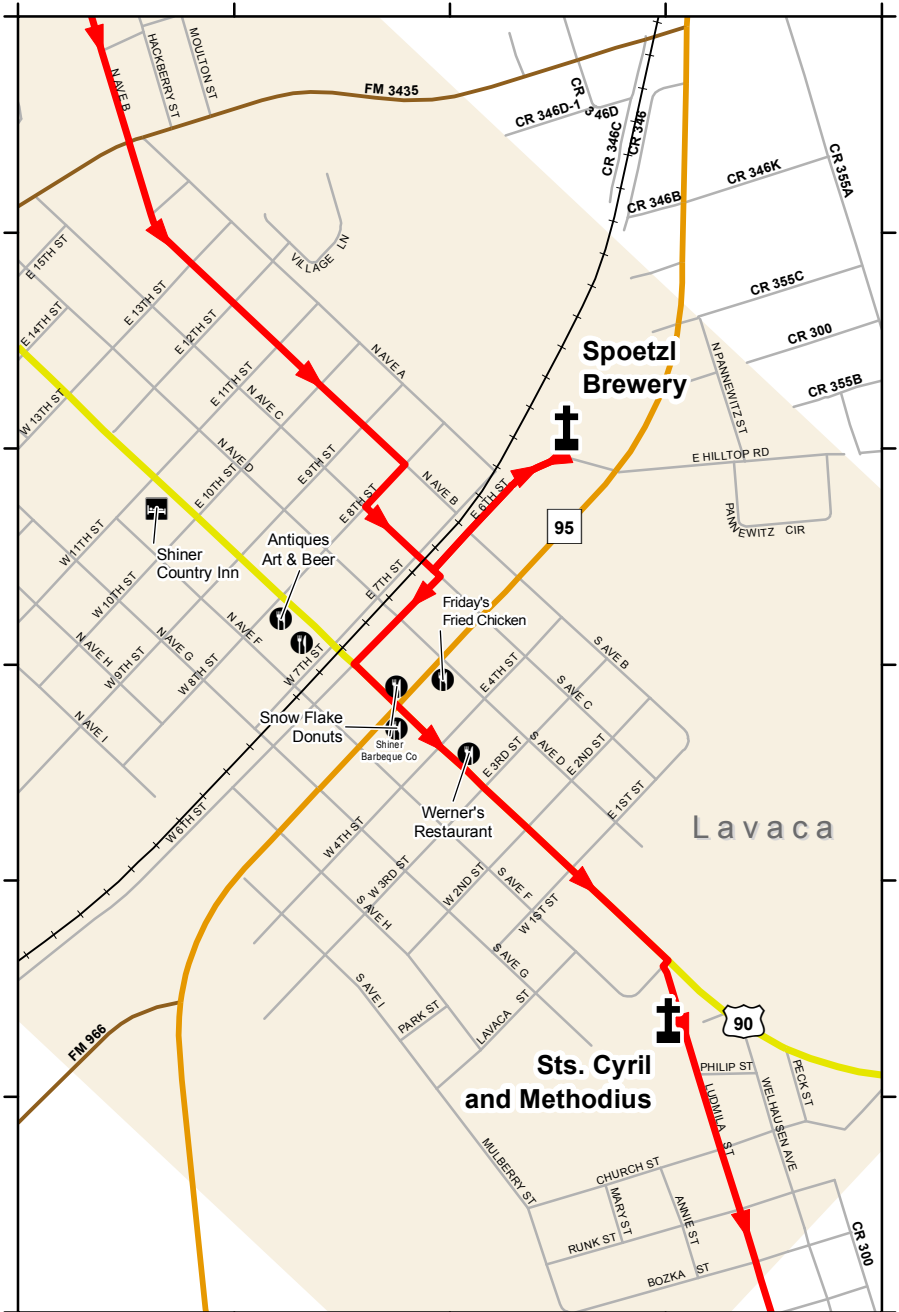 N AVE B
HACKBERRY ST
MOULTON ST
FM 3435
CR 346D-1
CR 346D
CR 346C
CR 346
CR 346K
CR 355A
CR 346B
VILLAGE LN
E 15TH ST
E 14TH ST
E 13TH ST
E 12TH ST
E 11TH ST
CR 355C
CR 300
CR 355B
N PANNEWITZ ST
E HILLTOP RD
PANNEWITZ CIR
Spoetzl
Brewery
N AVE A
N AVE C
N AVE D
W 13TH ST
E 10TH ST
E 9TH ST
E 8TH ST
N AVE B
E 6TH ST
95
W 11TH ST
Shiner
Country Inn
Antiques
Art & Beer
E 7TH ST
W 10TH ST
Friday's
Fried Chicken
N AVE F
N AVE G
N AVE H
W 9TH ST
W 8TH ST
W 7TH ST
N AVE I
S AVE B
E 4TH ST
S AVE C
Snow Flake
Donuts
Shiner
Barbeque Co
S AVE D
E 2ND ST
E 3RD ST
E 1ST ST
Werner's
Restaurant
W 6TH ST
W 4TH ST
Lavaca
W 3RD ST
W 2ND ST
S AVE F
W 1ST ST
S AVE H
S AVE G
S AVE I
PARK ST
LAVACA ST
FM 966
90
Sts. Cyril
and Methodius
PHILIP ST
PECK ST
LUDMILA ST
WELHAUSEN AVE
MULBERRY ST
CHURCH ST
MARY ST
ANNIE ST
RUNK ST
BOZKA ST
CR 300